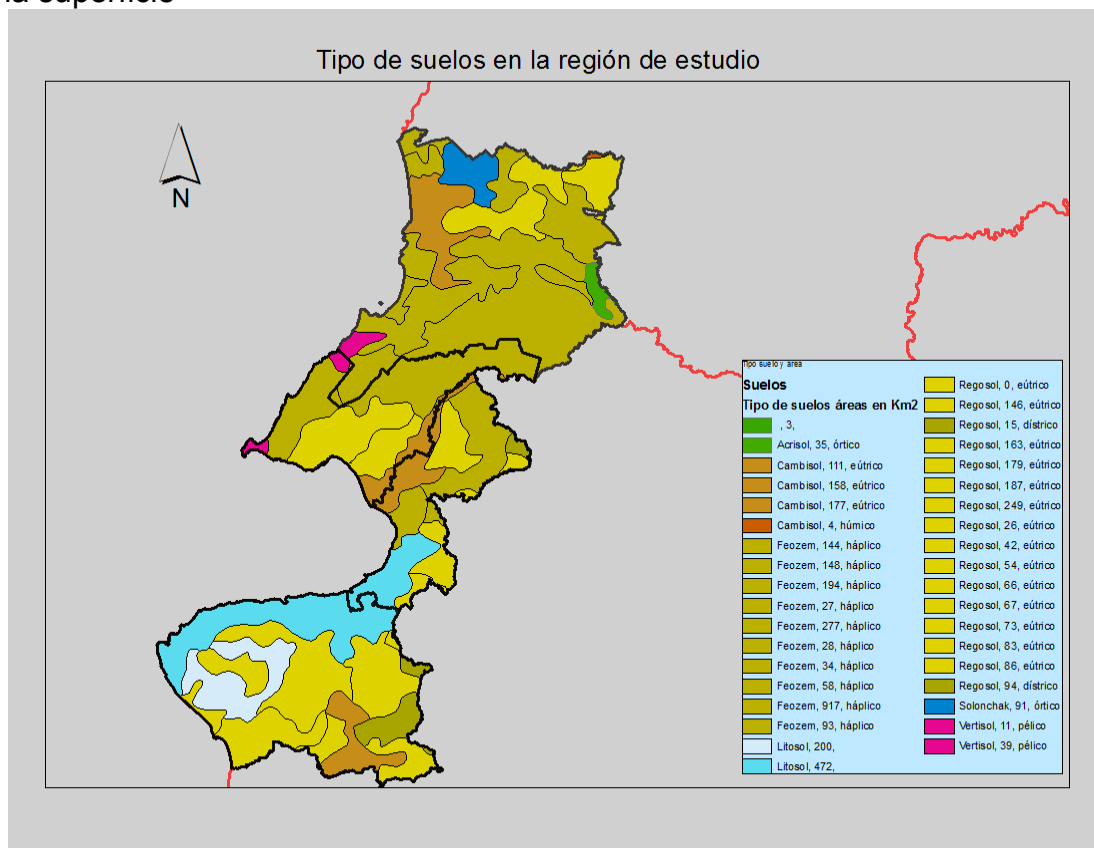 la superficie
Tipo de suelos en la región de estudio
N
Tipo suelo y area
Suelos
Tipo de suelos áreas en Km2
, 3,
Acrisol, 35, órtico
Cambisol, 111, eútrico
Cambisol, 158, eútrico
Cambisol, 177, eútrico
Cambisol, 4, húmico
Feozem, 144, háplico
Feozem, 148, háplico
Feozem, 194, háplico
Feozem, 27, háplico
Feozem, 277, háplico
Feozem, 28, háplico
Feozem, 34, háplico
Feozem, 58, háplico
Feozem, 917, háplico
Feozem, 93, háplico
Litosol, 200,
Litosol, 472,
Regosol, 0, eútrico
Regosol, 146, eútrico
Regosol, 15, dístrico
Regosol, 163, eútrico
Regosol, 179, eútrico
Regosol, 187, eútrico
Regosol, 249, eútrico
Regosol, 26, eútrico
Regosol, 42, eútrico
Regosol, 54, eútrico
Regosol, 66, eútrico
Regosol, 67, eútrico
Regosol, 73, eútrico
Regosol, 83, eútrico
Regosol, 86, eútrico
Regosol, 94, dístrico
Solonchak, 91, órtico
Vertisol, 11, pélico
Vertisol, 39, pélico